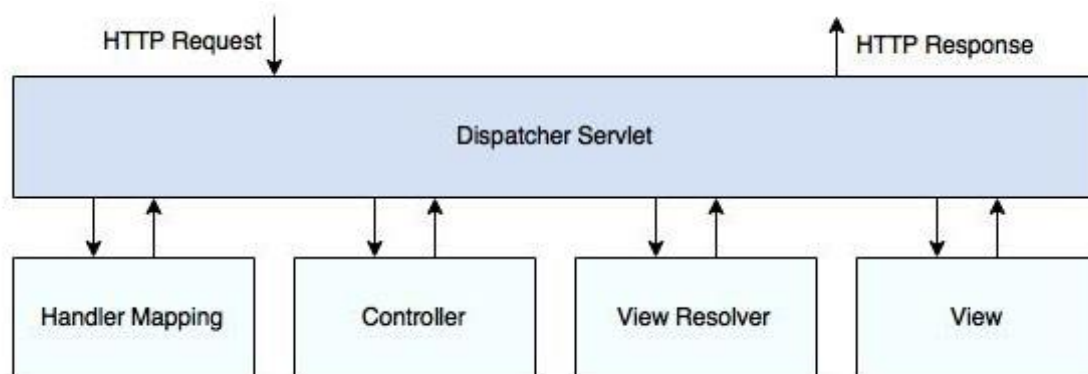 HTTP Request
HTTP Response
Dispatcher Servlet
Handler Mapping
Controller
View Resolver
View